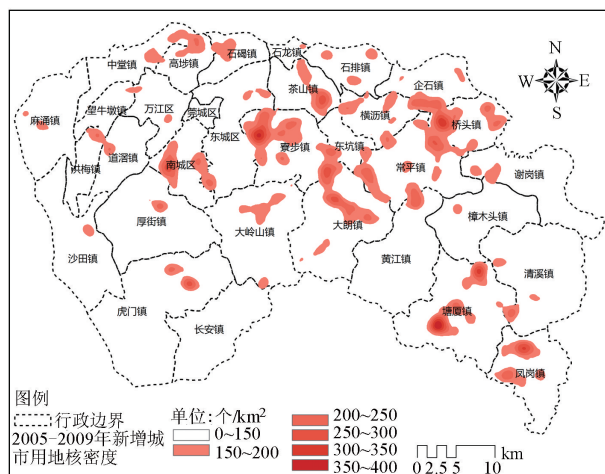 N
W E
S
石碣镇
石龙镇
中堂镇
高埗镇
石排镇
企石镇
茶山镇
望牛墩镇
万江区
莞城区
横沥镇
桥头镇
麻涌镇
东城区
寮步镇
东坑镇
道滘镇
洪梅镇
南城区
常平镇
谢岗镇
厚街镇
大岭山镇
大朗镇
樟木头镇
沙田镇
黄江镇
清溪镇
虎门镇
塘厦镇
长安镇
凤岗镇
图例
行政边界
2005-2009年新增城
市用地核密度
单位:个/km²
0~150
150~200
200~250
250~300
300~350
350~400
km
0 2.5 5 10